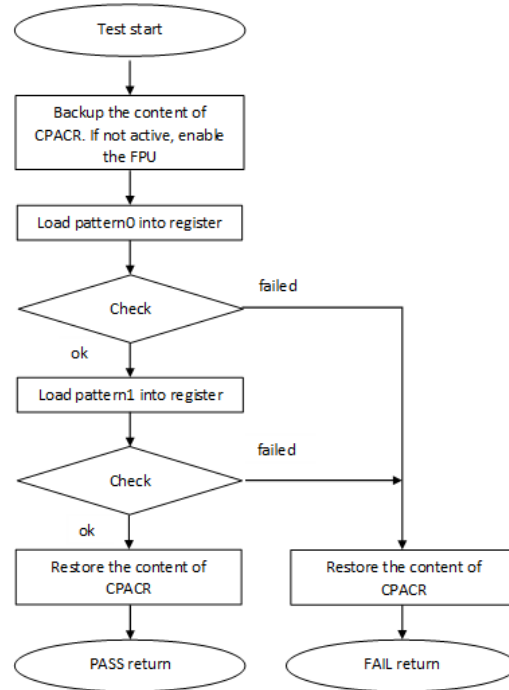 Test start
Backup the content of
CPACR. If not active, enable
the FPU
Load pattern0 into register
Check
failed
ok
Load pattern1 into register
Check
failed
ok
Restore the content of
CPACR
Restore the content of
CPACR
PASS return
FAIL return